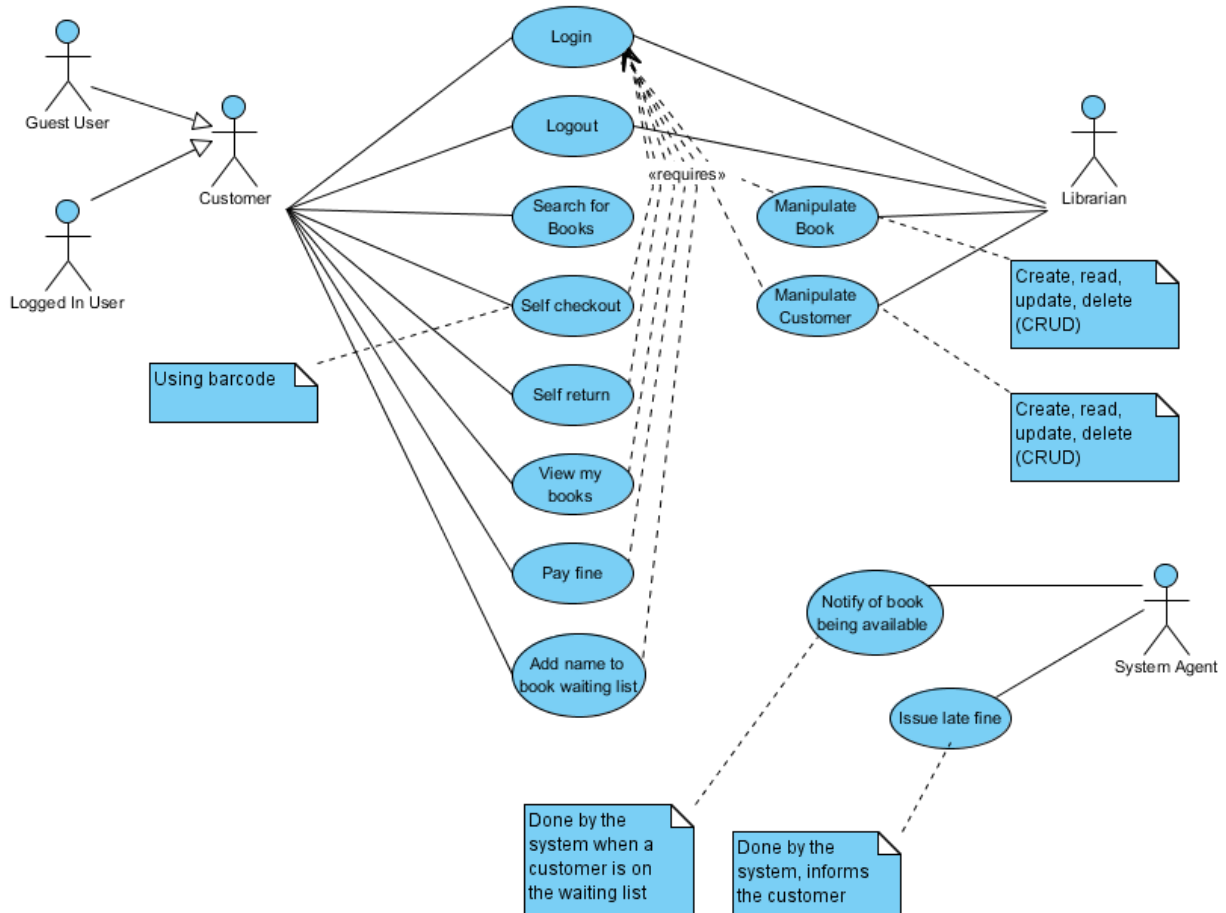 Login
Guest User
Logout
Customer
Librarian
«requires»
Search for
Books
Manipulate
Book
Logged In User
Create, read,
update, delete
(CRUD)
Self checkout
Manipulate
Customer
Using barcode
Self return
Create, read,
update, delete
(CRUD)
View my
books
Pay fine
Notify of book
being available
Add name to
book waiting list
System Agent
Issue late fine
Done by the
system when a
customer is on
the waiting list
Done by the
system, informs
the customer